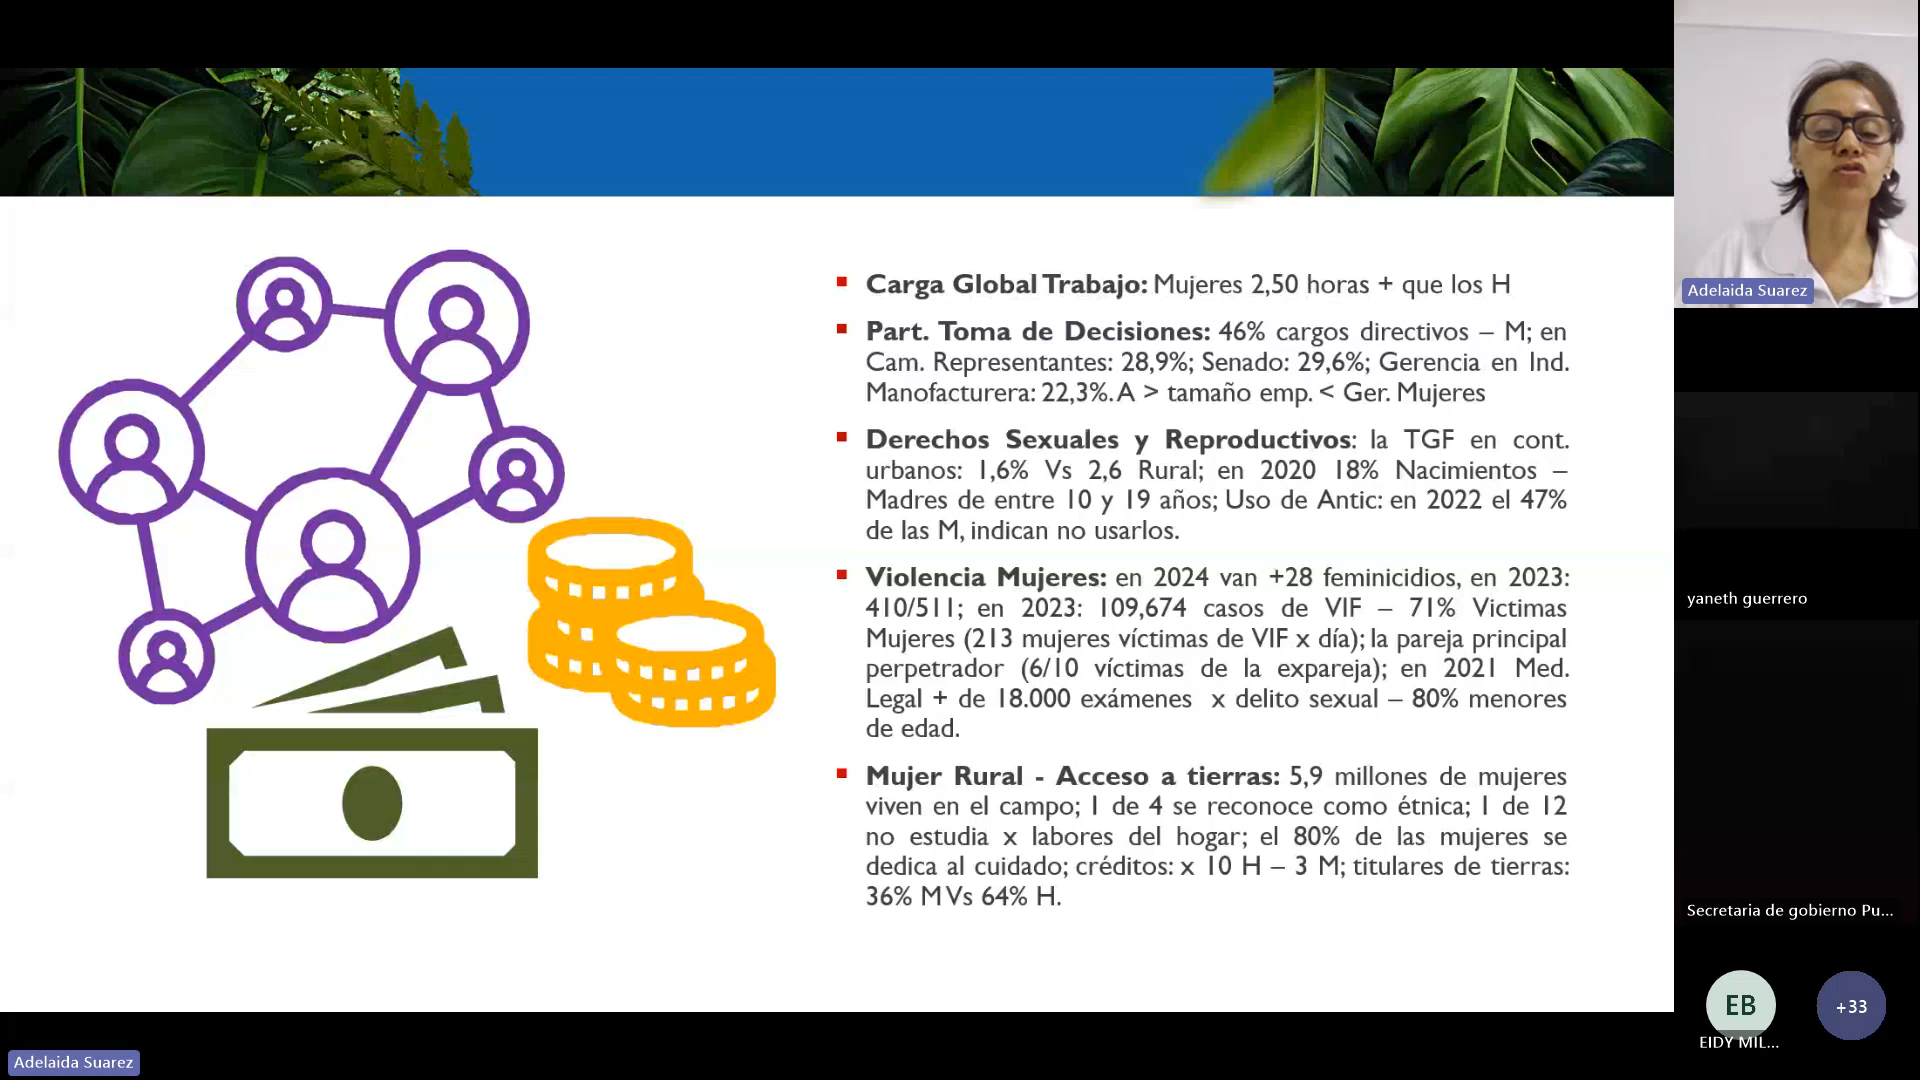 Carga Global Trabajo: Mujeres 2,50 horas + que los H
Part. Toma de Decisiones: 46% cargos directivos – M; en
Cam. Representantes: 28,9%; Senado: 29,6%; Gerencia en Ind.
Manofacturera: 22,3%. A > tamaño emp. < Ger. Mujeres
Derechos Sexuales y Reproductivos: la TGF en cont.
urbanos: 1,6% Vs 2,6 Rural; en 2020 18% Nacimientos –
Madres de entre 10 y 19 años; Uso de Antic: en 2022 el 47%
de las M, indican no usarlos.
Violencia Mujeres: en 2024 van +28 feminicidios, en 2023:
410/511; en 2023: 109,674 casos de VIF – 71% Victimas
Mujeres (213 mujeres víctimas de VIF x día); la pareja principal
perpetrador (6/10 víctimas de la expareja); en 2021 Med.
Legal + de 18.000 exámenes x delito sexual – 80% menores
de edad.
Mujer Rural - Acceso a tierras: 5,9 millones de mujeres
viven en el campo; 1 de 4 se reconoce como étnica; 1 de 12
no estudia x labores del hogar; el 80% de las mujeres se
dedica al cuidado; créditos: x 10 H – 3 M; titulares de tierras:
36% M Vs 64% H.
Adelaida Suarez
yaneth guerrero
Secretaria de gobierno Pu...
EB
EIDY MIL...
+33
Adelaida Suarez